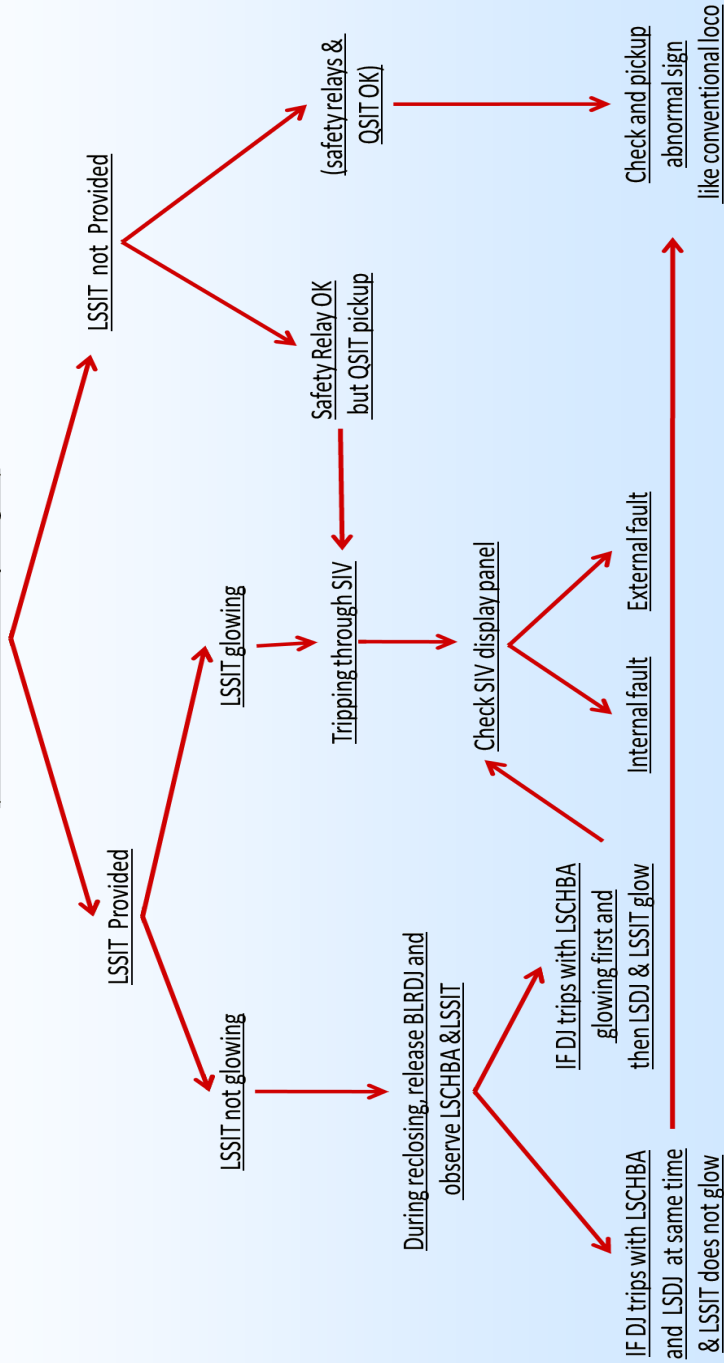 LSSIT Provided
LSSIT not Provided
LSSIT not glowing
LSSIT glowing
Safety Relay OK
but QSIT pickup
(safety relays &
QSIT OK)
Tripping through SIV
During reclosing, release BLRDJ and
observe LSCHBA &LSSIT
Check SIV display panel
IF DJ trips with LSCHBA
and LSDJ at same time
& LSSIT does not glow
IF DJ trips with LSCHBA
glowing first and
then LSDJ & LSSIT glow
Internal fault
External fault
Check and pickup
abnormal sign
like conventional loco